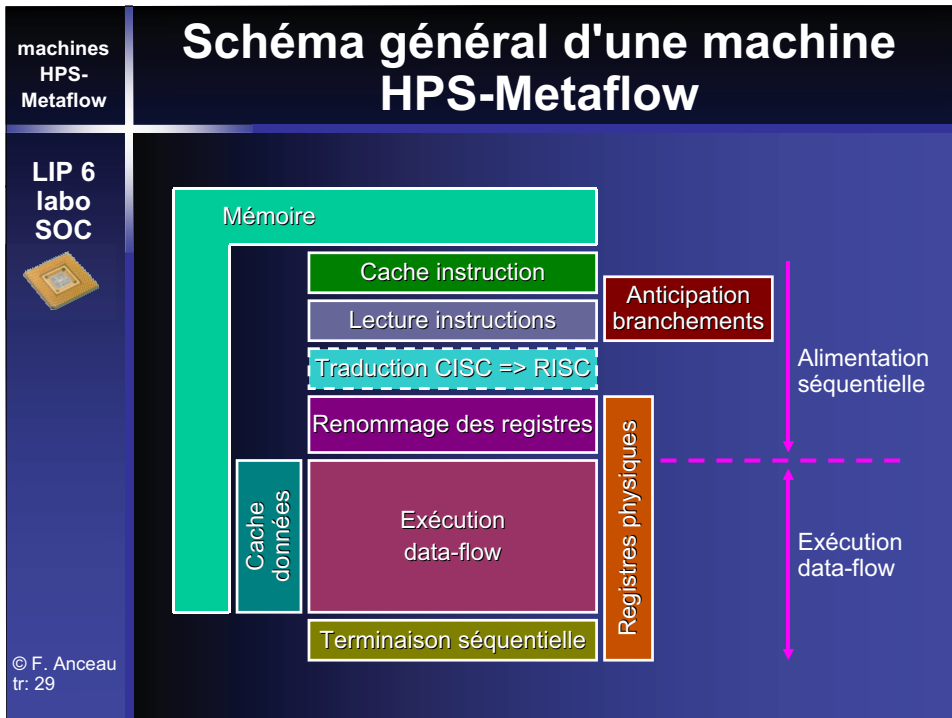 machines
HPS-
Metaflow
Schéma général d'une machine
HPS-Metaflow
LIP 6
labo
SOC
Mémoire
Cache instruction
Lecture instructions
Anticipation
branchements
Traduction CISC => RISC
Renommage des registres
Cache
données
Exécution
data-flow
Registres physiques
Terminaison séquentielle
Alimentation
séquentielle
Exécution
data-flow
© F. Anceau
tr: 29